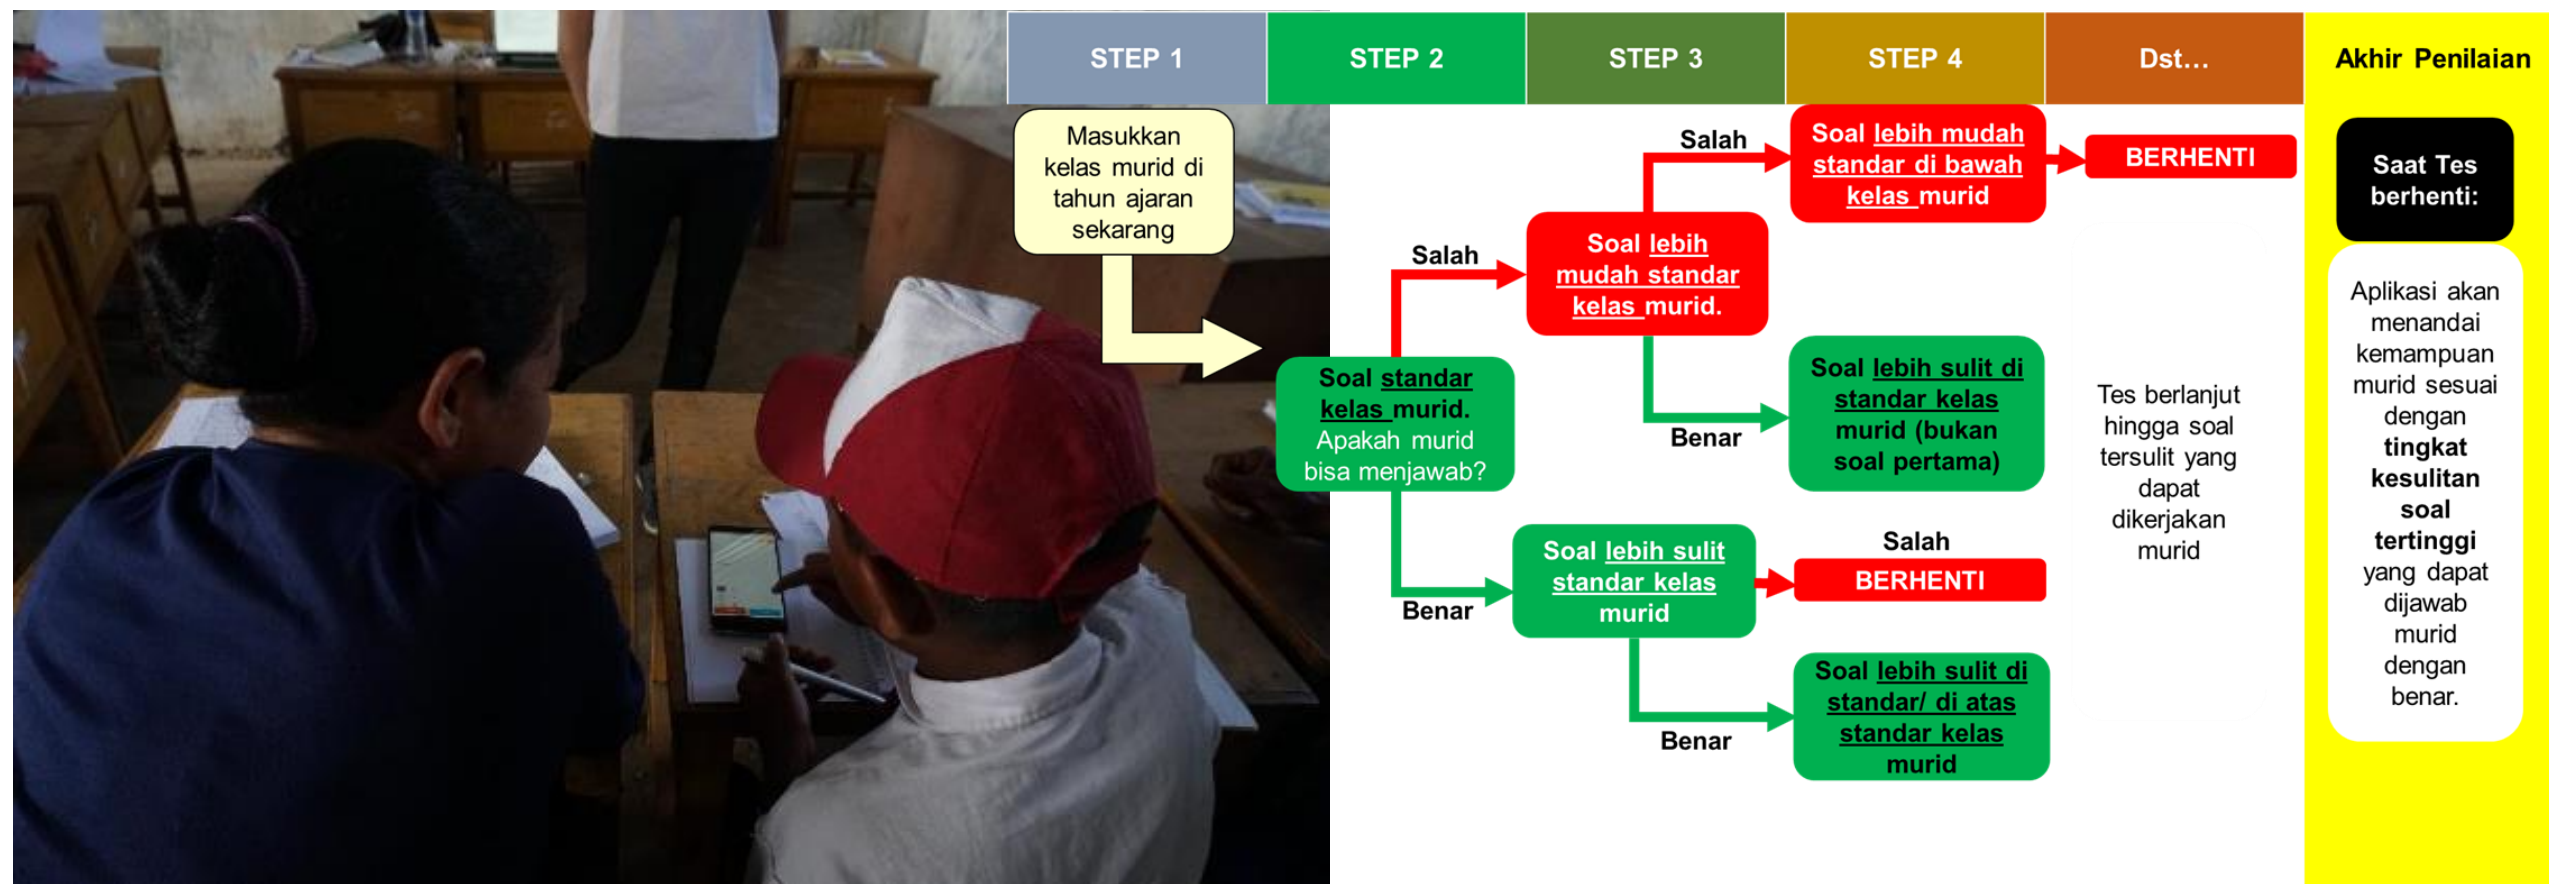 STEP 1
STEP 2
STEP 3
STEP 4
Dst...
Akhir Penilaian
Masukkan
kelas murid di
tahun ajaran
sekarang
Soal standar
kelas murid.
Apakah murid
bisa menjawab?
Salah
Soal lebih
mudah standar
kelas murid.
Salah
Soal lebih mudah
standar di bawah
kelas murid
BERHENTI
Benar
Soal lebih sulit di
standar kelas
murid (bukan
soal pertama)
Benar
Soal lebih sulit
standar kelas
murid
Salah
BERHENTI
Benar
Soal lebih sulit di
standar/ di atas
standar kelas
murid
Tes berlanjut
hingga soal
tersulit yang
dapat
dikerjakan
murid
Saat Tes
berhenti:
Aplikasi akan
menandai
kemampuan
murid sesuai
dengan
tingkat
kesulitan
soal
tertinggi
yang dapat
dijawab
murid
dengan
benar.